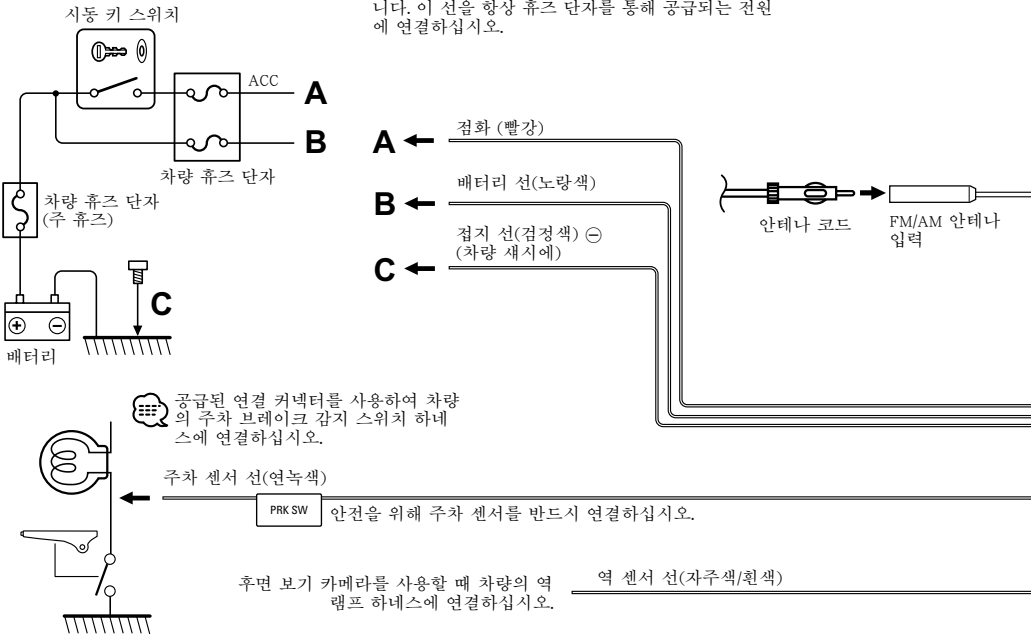 니다. 이 선을 항상 휴즈 단자를 통해 공급되는 전원
에 연결하십시오.
시동 키 스위치
ACC
A
B
차량 휴즈 단자
차량 휴즈 단자
(주 휴즈)
C
배터리
A
점화 (빨강)
B
배터리 선(노랑색)
C
접지 선(검정색) ⊖
(차량 섀시에)
안테나 코드
FM/AM 안테나
입력
공급된 연결 커넥터를 사용하여 차량
의 주차 브레이크 감지 스위치 하네
스에 연결하십시오.
주차 센서 선(연녹색)
PRK SW
안전을 위해 주차 센서를 반드시 연결하십시오.
후면 보기 카메라를 사용할 때 차량의 역
램프 하네스에 연결하십시오.
역 센서 선(자주색/흰색)